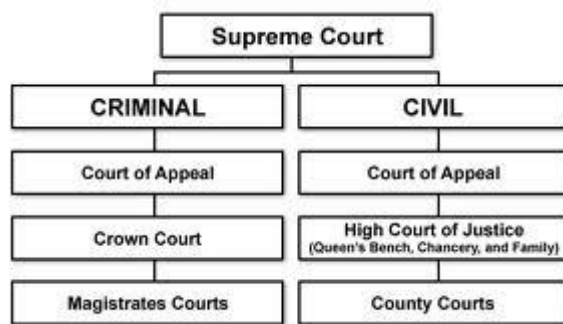 Supreme Court
CRIMINAL
CIVIL
Court of Appeal
Court of Appeal
Crown Court
High Court of Justice
(Queen's Bench, Chancery, and Family)
Magistrates Courts
County Courts